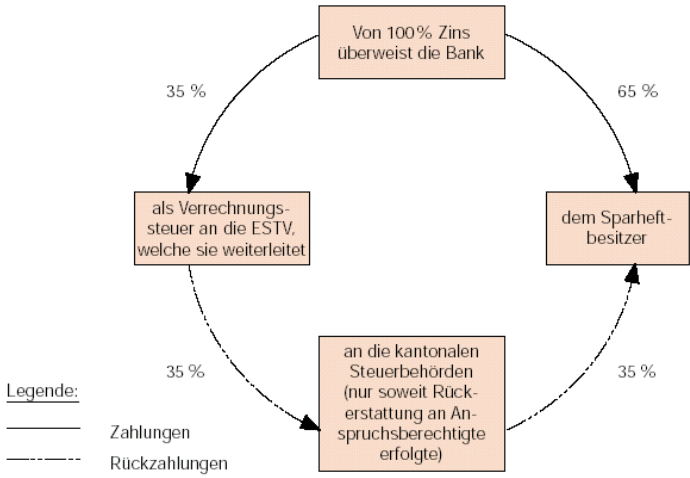 Von 100% Zins
überweist die Bank
35 %
65 %
als Verrechnungs-
steuer an die ESTV,
welche sie weiterleitet
dem Sparheft-
besitzer
35 %
an die kantonalen
Steuerbehörden
(nur soweit Rück-
erstattung an An-
spruchsberechtigte
erfolgte)
35 %
Legende:
Zahlungen
Rückzahlungen